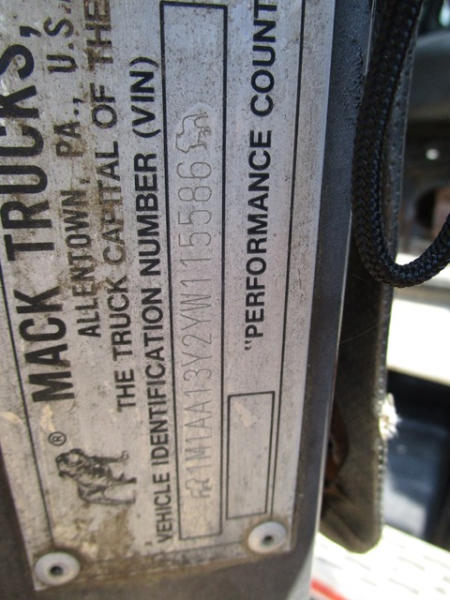 MACK TRUCKS,
ALLENTOWN, PA., U.S.
THE TRUCK CAPITAL OF THE
VEHICLE IDENTIFICATION NUMBER (VIN)
1M1AA13Y2YW115586
"PERFORMANCE COUNT